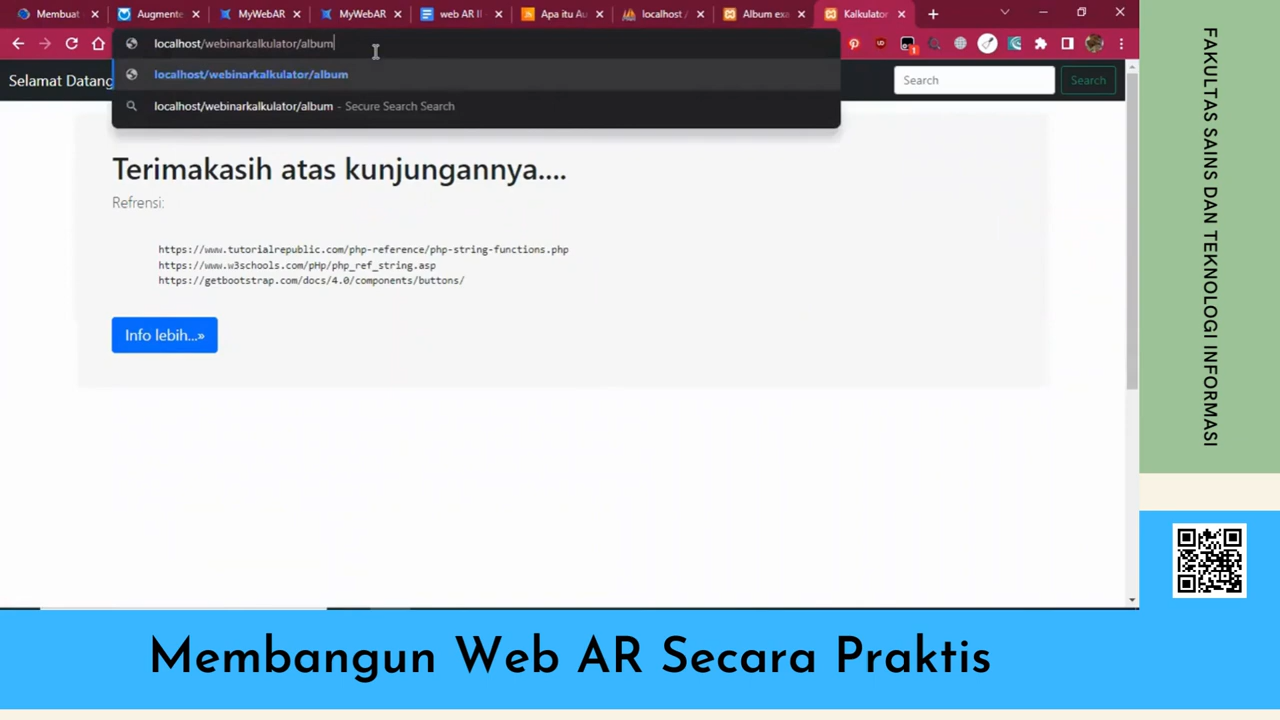 Membuat
Augmente
MyWebAR
MyWebAR
web AR II
Apa itu Au
localhost /
Album exa
Kalkulator
localhost/webinarkalkulator/album
localhost/webinarkalkulator/album
localhost/webinarkalkulator/album - Secure Search Search
Selamat Datang
Search
Search
Terimakasih atas kunjungannya....
Refrensi:
https://www.tutorialrepublic.com/php-reference/php-string-functions.php
https://www.w3schools.com/pHp/php_ref_string.asp
https://getbootstrap.com/docs/4.0/components/buttons/
Info lebih...»
FAKULTAS SAINS DAN TEKNOLOGI INFORMASI
Membangun Web AR Secara Praktis